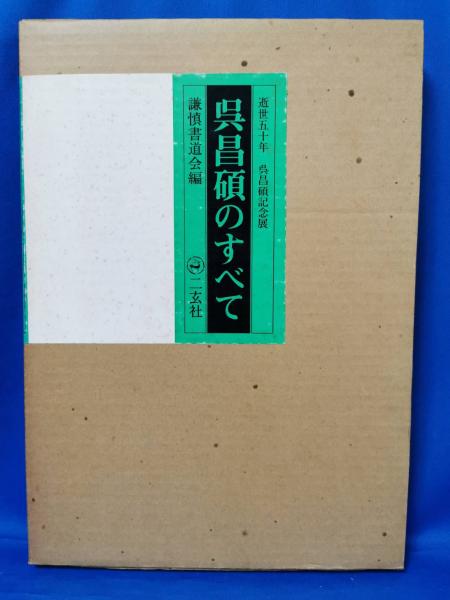 逝世五十年　呉昌碩記念展
呉昌碩のすべて
謙慎書道会編
二玄社